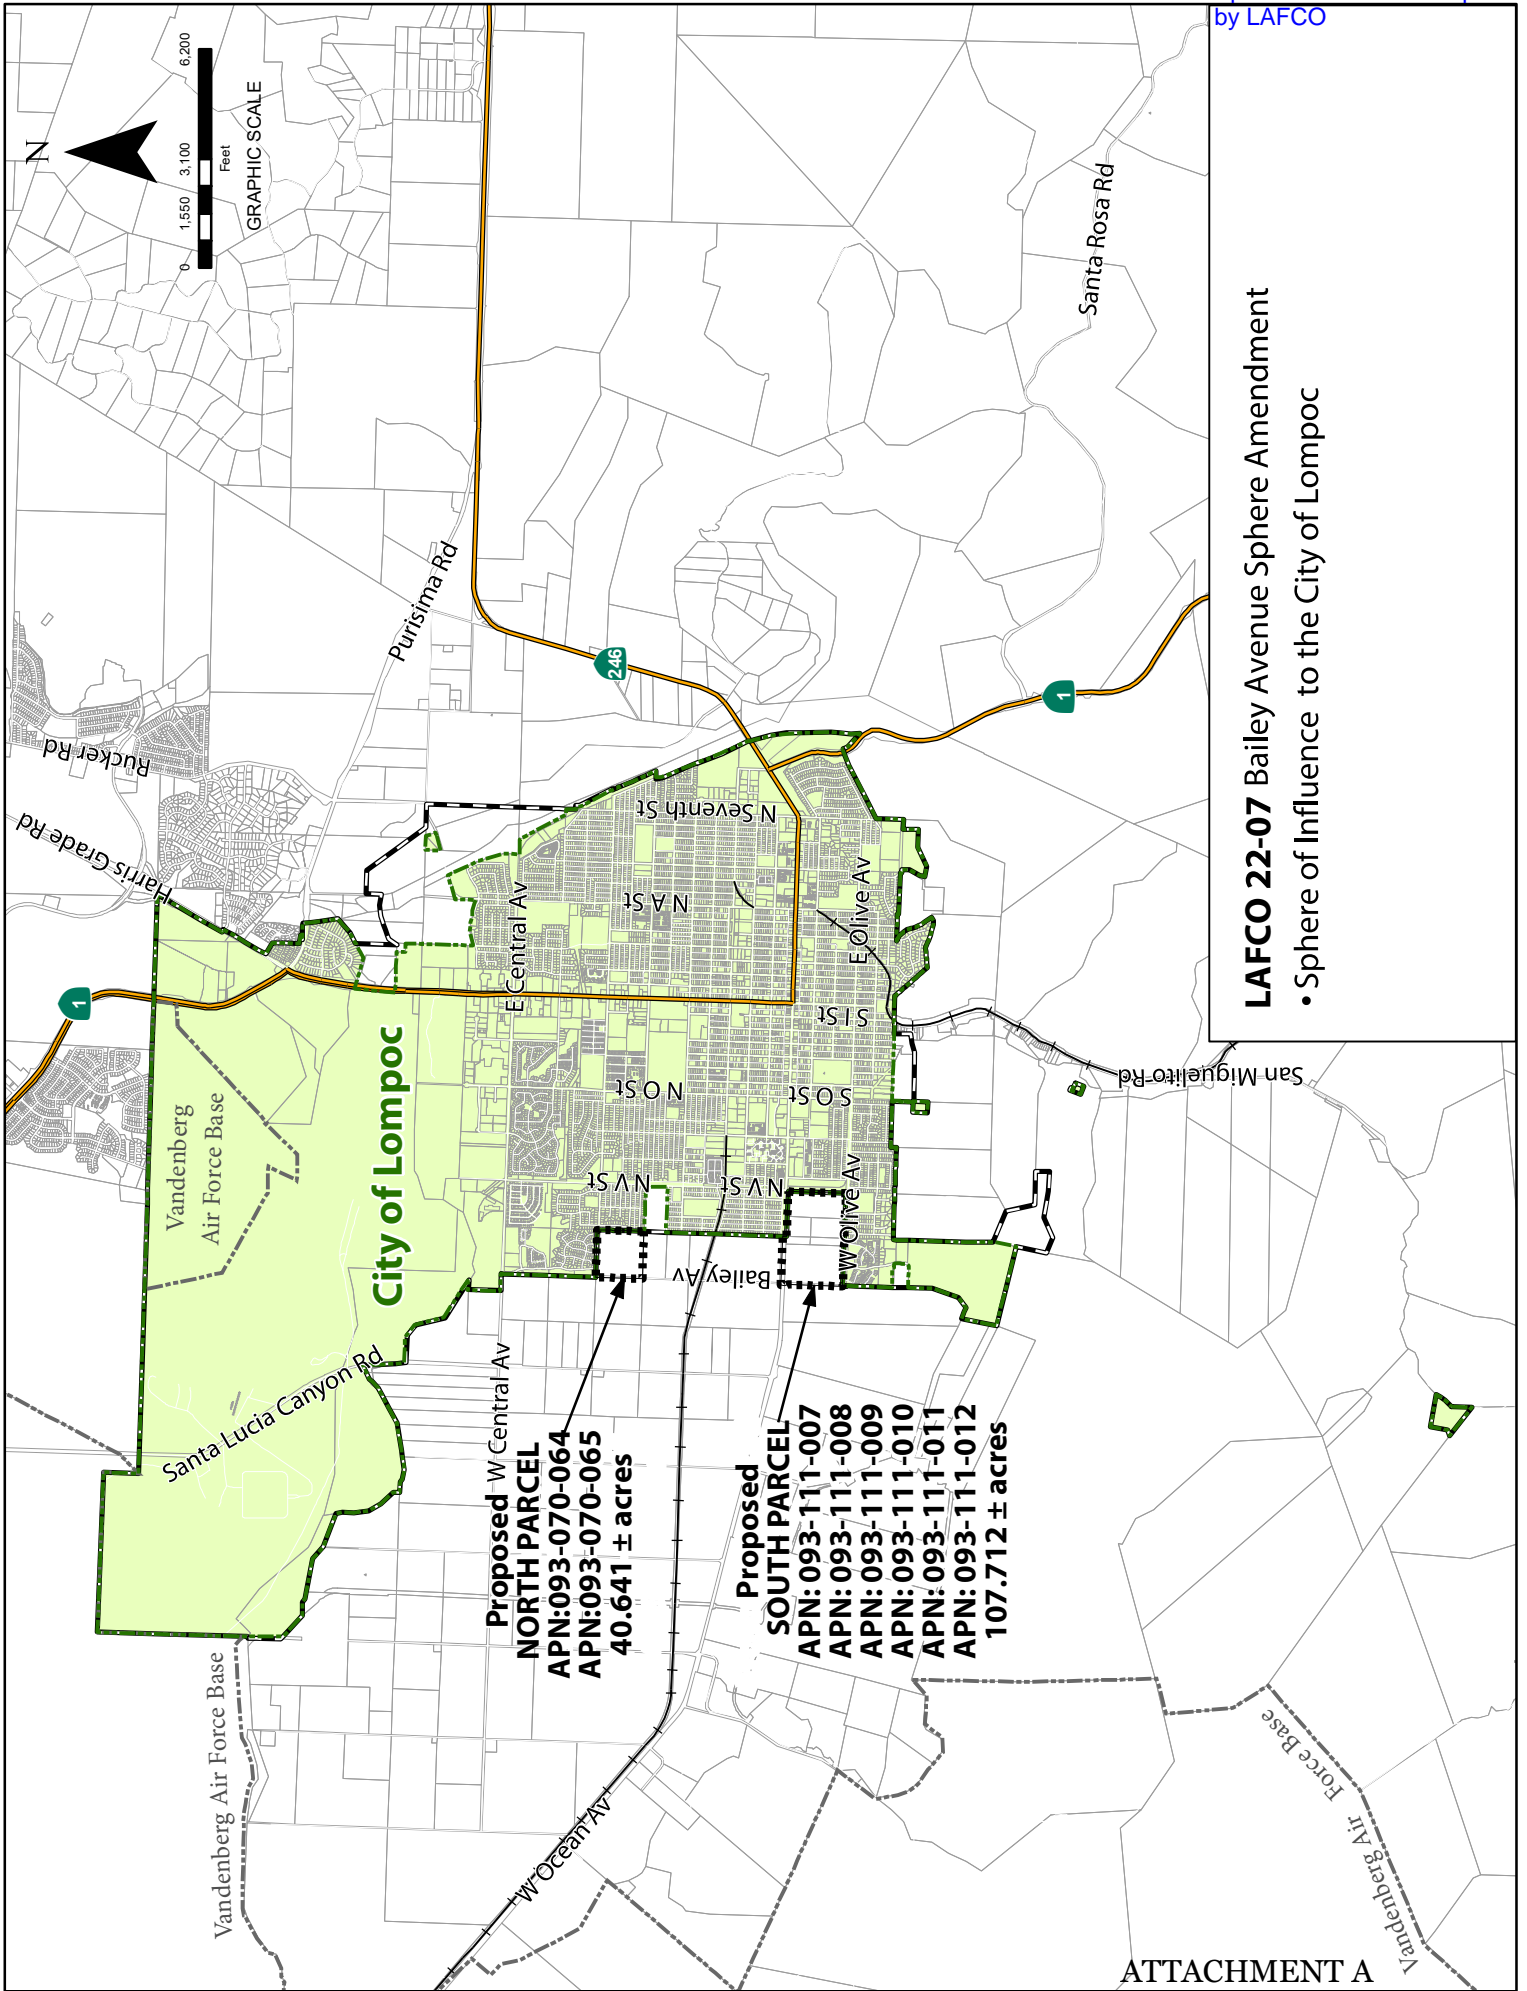 by LAFCO
N
0 1,550 3,100 6,200
Feet
GRAPHIC SCALE
Rucker Rd
Harris Grade Rd
Purisima Rd
Santa Rosa Rd
246
1
1
Vandenberg
Air Force Base
City of Lompoc
Santa Lucia Canyon Rd
Vandenberg Air Force Base
E Central Av
N Seventh St
N A St
E Olive Av
S I St
N O St
S O St
N V St
N V St
W Olive Av
Bailey Av
San Miguelito Rd
W Central Av
W Ocean Av
Proposed
NORTH PARCEL
APN:093-070-064
APN:093-070-065
40.641 ± acres
Proposed
SOUTH PARCEL
APN: 093-111-007
APN: 093-111-008
APN: 093-111-009
APN: 093-111-010
APN: 093-111-011
APN: 093-111-012
107.712 ± acres
Vandenberg Air Force Base
LAFCO 22-07 Bailey Avenue Sphere Amendment
• Sphere of Influence to the City of Lompoc
ATTACHMENT A